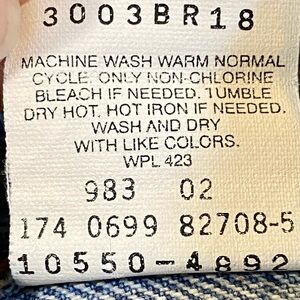 3003BR18
MACHINE WASH WARM NORMAL
CYCLE. ONLY NON-CHLORINE
BLEACH IF NEEDED. TUMBLE
DRY HOT. HOT IRON IF NEEDED.
WASH AND DRY
WITH LIKE COLORS.
WPL 423
983 02
174 0699 82708-5
10550-4892